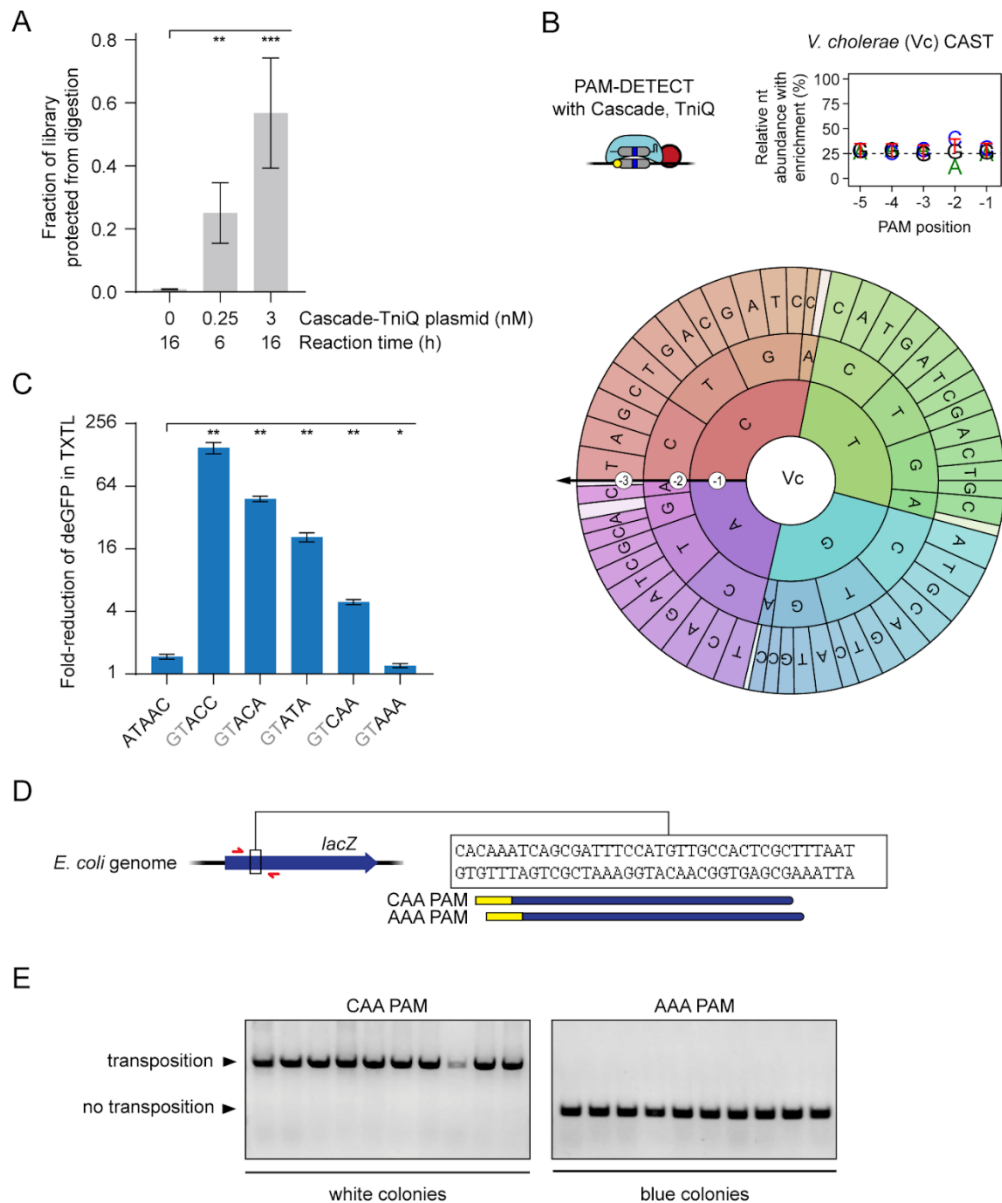 A
Fraction of library
protected from digestion
0.8
0.6
0.4
0.2
0.0
** ***
0 0.25 3 Cascade-TniQ plasmid (nM)
16 6 16 Reaction time (h)
B
V. cholerae (Vc) CAST
PAM-DETECT
with Cascade, TniQ
Relative nt
abundance with
enrichment (%)
100
75
50
25
0
G G G C T G A G
-5 -4 -3 -2 -1
PAM position
Vc
-3 -2 -1
C T G A
C T G A C T G A C T G A C T G A
T A G C T G A C G A T C C
C A T G A T C G A C T G C
A T G C A G T C A T G C C
T C A G A T C G C A C
C
Fold-reduction of deGFP in TXTL
256
64
16
4
1
** ** ** ** *
ATAAC GTACC GTACA GTATA GTCAA GTAAA
D
E. coli genome
lacZ
CACAAATCAGCGATTTCCATGTTGCCACTCGCTTTAAT
GTGTTTAGTCGCTAAAGGTACAACGGTGAGCGAAATTA
CAA PAM
AAA PAM
E
CAA PAM AAA PAM
transposition
no transposition
white colonies blue colonies